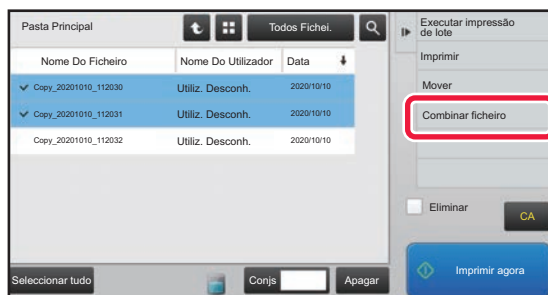 Pasta Principal
Todos Fichei.
Nome Do Ficheiro Nome Do Utilizador Data
Copy_20201010_112030 Utiliz. Desconh. 2020/10/10
Copy_20201010_112031 Utiliz. Desconh. 2020/10/10
Copy_20201010_112032 Utiliz. Desconh. 2020/10/10
Seleccionar tudo Conjs Apagar
Executar impressão
de lote
Imprimir
Mover
Combinar ficheiro
Eliminar
CA
Imprimir agora